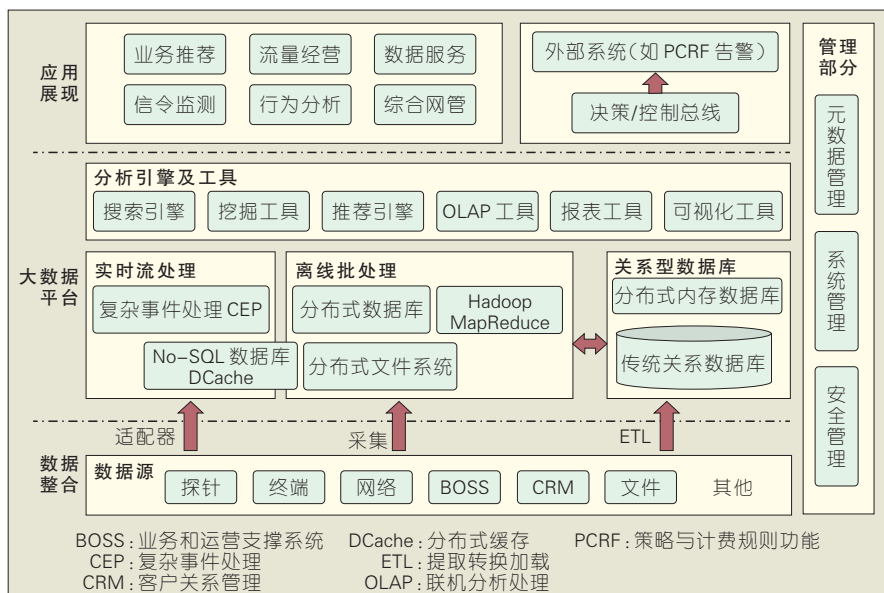 应用
展现
业务推荐
流量经营
数据服务
信令监测
行为分析
综合网管
外部系统(如 PCRF 告警)
决策/控制总线
大数据
平台
分析引擎及工具
搜索引擎
挖掘工具
推荐引擎
OLAP 工具
报表工具
可视化工具
实时流处理
复杂事件处理 CEP
No-SQL 数据库
DCache
离线批处理
分布式数据库
Hadoop
MapReduce
分布式文件系统
关系型数据库
分布式内存数据库
传统关系数据库
适配器
采集
ETL
数据
整合
数据源
探针
终端
网络
BOSS
CRM
文件
其他
管理
部分
元数据管理
系统管理
安全管理
BOSS:业务和运营支撑系统
DCache:分布式缓存
PCRF:策略与计费规则功能
CEP:复杂事件处理
ETL:提取转换加载
CRM:客户关系管理
OLAP:联机分析处理